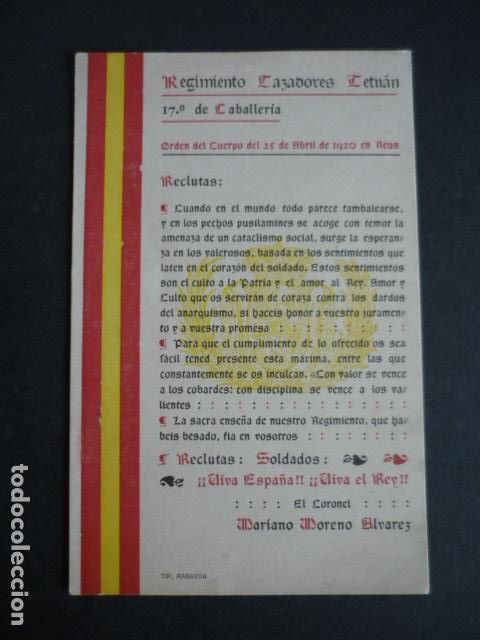 Regimiento Cazadores Tetuán
17.º de Caballería
Orden del Cuerpo del 25 de Abril de 1920 en Reus
Reclutas:
¶ Cuando en el mundo todo parece tambalearse,
y en los pechos pusilamines se acoge con temor la
amenaza de un cataclismo social, surge la esperan-
za en los valerosos, basada en los sentimientos que
laten en el corazón del soldado. Estos sentimientos
son el culto a la Patria y el amor al Rey. Amor y
Culto que os servirán de coraza contra los dardos
del anarquismo, si haceis honor a vuestro juramen-
to y a vuestra promesa : : : : : : : : : : :
¶ Para que el cumplimiento de lo ofrecido os sea
fácil tened presente esta máxima, entre las que
constantemente se os inculcan. «Con valor se vence
a los cobardes: con disciplina se vence a los va-
lientes : : : : : : : : : : : : :
¶ La sacra enseña de nuestro Regimiento, que ha-
beis besado, fia en vosotros : : : : : : : :
¶ Reclutas: Soldados:
¡¡Viva España!! ¡¡Viva el Rey!!
: : : : El Coronel : : : :
Mariano Moreno Alvarez
TIP. RABASSA
todocoleccion